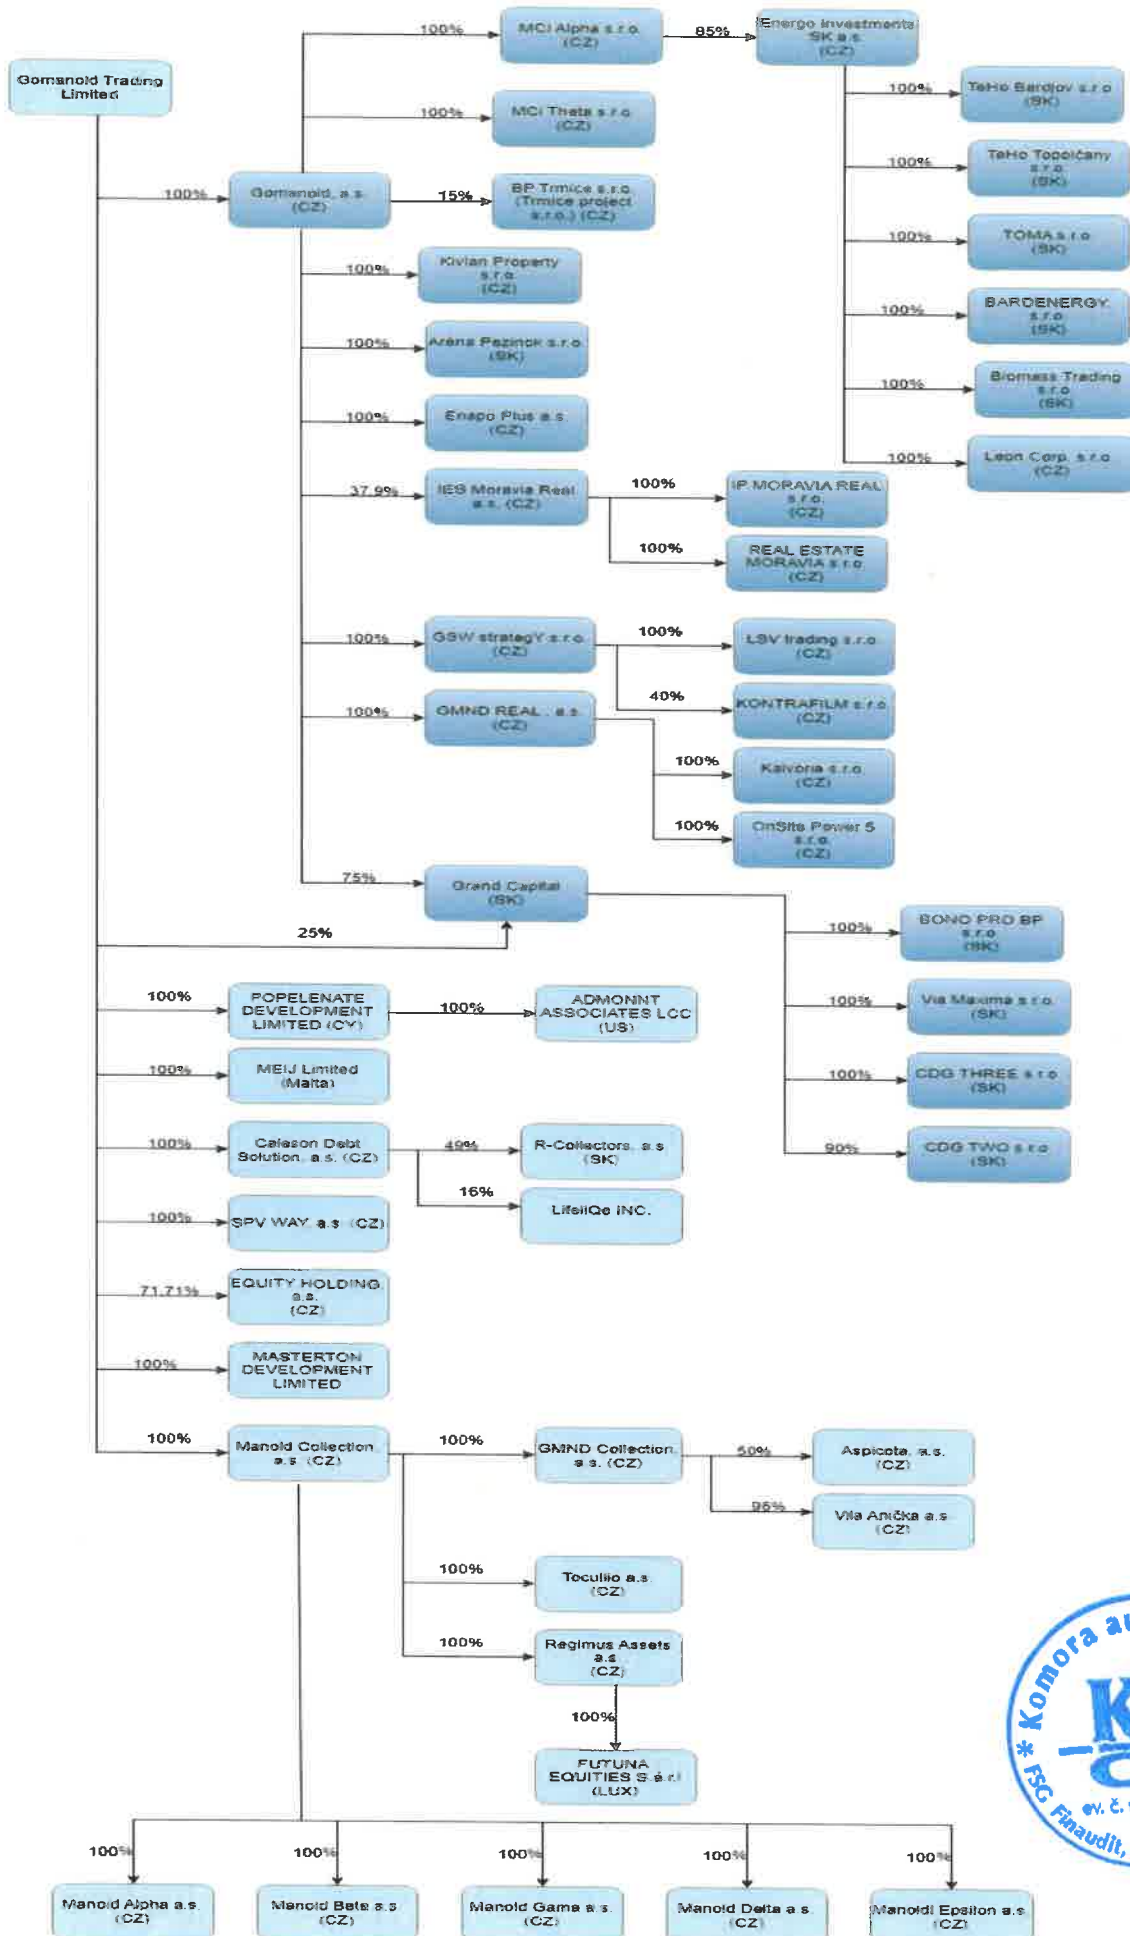 Gomanold Trading
Limited
100%
MCI Alpha s.r.o.
(CZ)
85%
Energo Investments
SK a.s.
(CZ)
100%
TeHo Bardjov s.r.o
(SK)
100%
TeHo Topolčany
s.r.o.
(SK)
100%
TOMA s.r.o.
(SK)
100%
BARDENERGY,
s.r.o.
(SK)
100%
Biomass Trading
s.r.o
(SK)
100%
Leon Corp. s.r.o
(CZ)
100%
MCI Theta s.r.o.
(CZ)
100%
Gomanold, a.s.
(CZ)
15%
BP Trmice s.r.o.
(Trmice project
s.r.o.) (CZ)
100%
Kivian Property
s.r.o.
(CZ)
100%
Aréna Pezinok s.r.o.
(SK)
100%
Enapo Plus a.s.
(CZ)
37.9%
IES Moravia Real
a.s. (CZ)
100%
IP MORAVIA REAL
s.r.o.
(CZ)
100%
REAL ESTATE
MORAVIA s.r.o.
(CZ)
100%
GSW strategY s.r.o.
(CZ)
100%
LSV trading s.r.o.
(CZ)
40%
KONTRAFILM s.r.o.
(CZ)
100%
GMND REAL , a.s.
(CZ)
100%
Kalvoria s.r.o.
(CZ)
100%
OnSite Power 5
s.r.o.
(CZ)
75%
Grand Capital
(SK)
25%
100%
BONO PRO BP
s.r.o
(SK)
100%
Via Maxima s.r.o.
(SK)
100%
CDG THREE s.r.o
(SK)
90%
CDG TWO s.r.o.
(SK)
100%
POPELENATE
DEVELOPMENT
LIMITED (CY)
100%
ADMONNT
ASSOCIATES LCC
(US)
100%
MEIJ Limited
(Malta)
100%
Caleson Debt
Solution, a.s. (CZ)
49%
R-Collectors, a.s
(SK)
16%
LifeliQe INC.
100%
SPV WAY, a.s. (CZ)
71.71%
EQUITY HOLDING,
a.s.
(CZ)
100%
MASTERTON
DEVELOPMENT
LIMITED
100%
Manold Collection,
a.s. (CZ)
100%
GMND Collection,
a.s. (CZ)
50%
Aspicota, a.s.
(CZ)
96%
Vila Anička a.s
(CZ)
100%
Tocullio a.s.
(CZ)
100%
Regimus Assets
a.s.
(CZ)
100%
FUTUNA
EQUITIES S.à.r.l
(LUX)
100%
100%
100%
100%
100%
Manold Alpha a.s.
(CZ)
Manold Beta a.s
(CZ)
Manold Gama a.s.
(CZ)
Manold Delta a.s
(CZ)
Manoldl Epsilon a.s
(CZ)
* Komora au
ev. č.
* FSG Finaudit,